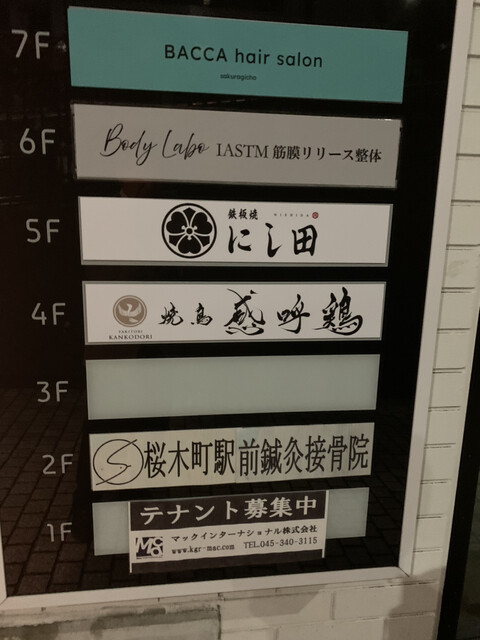 7F
BACCA hair salon
sakuragicho
6F
Body Labo IASTM 筋膜リリース整体
5F
鉄板焼 NISHIDA
にし田
4F
焼鳥 感呼鶏
YAKITORI
KANKODORI
3F
2F
桜木町駅前鍼灸接骨院
1F
テナント募集中
マックインターナショナル株式会社
www.kgr-mac.com TEL.045-340-3115